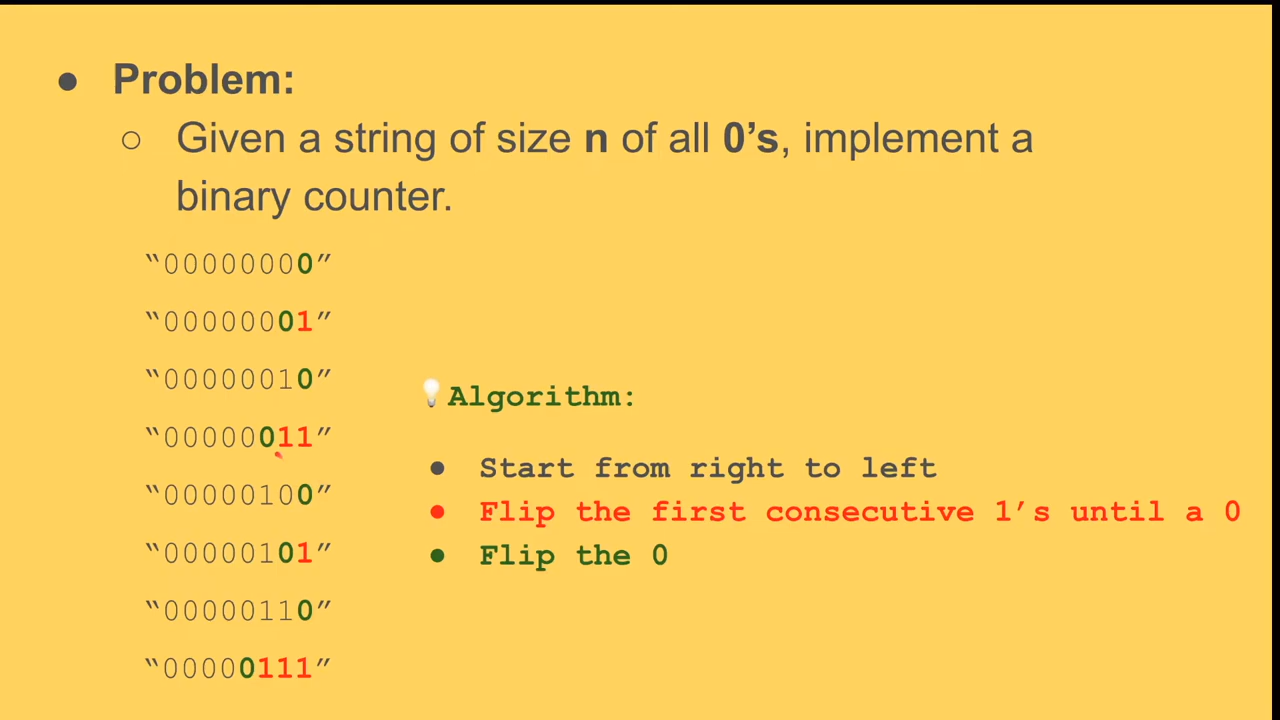 ● Problem:
○ Given a string of size n of all 0’s, implement a
binary counter.
“00000000”
“00000001”
“00000010”
“00000011”
“00000100”
“00000101”
“00000110”
“00000111”
💡Algorithm:
● Start from right to left
● Flip the first consecutive 1’s until a 0
● Flip the 0